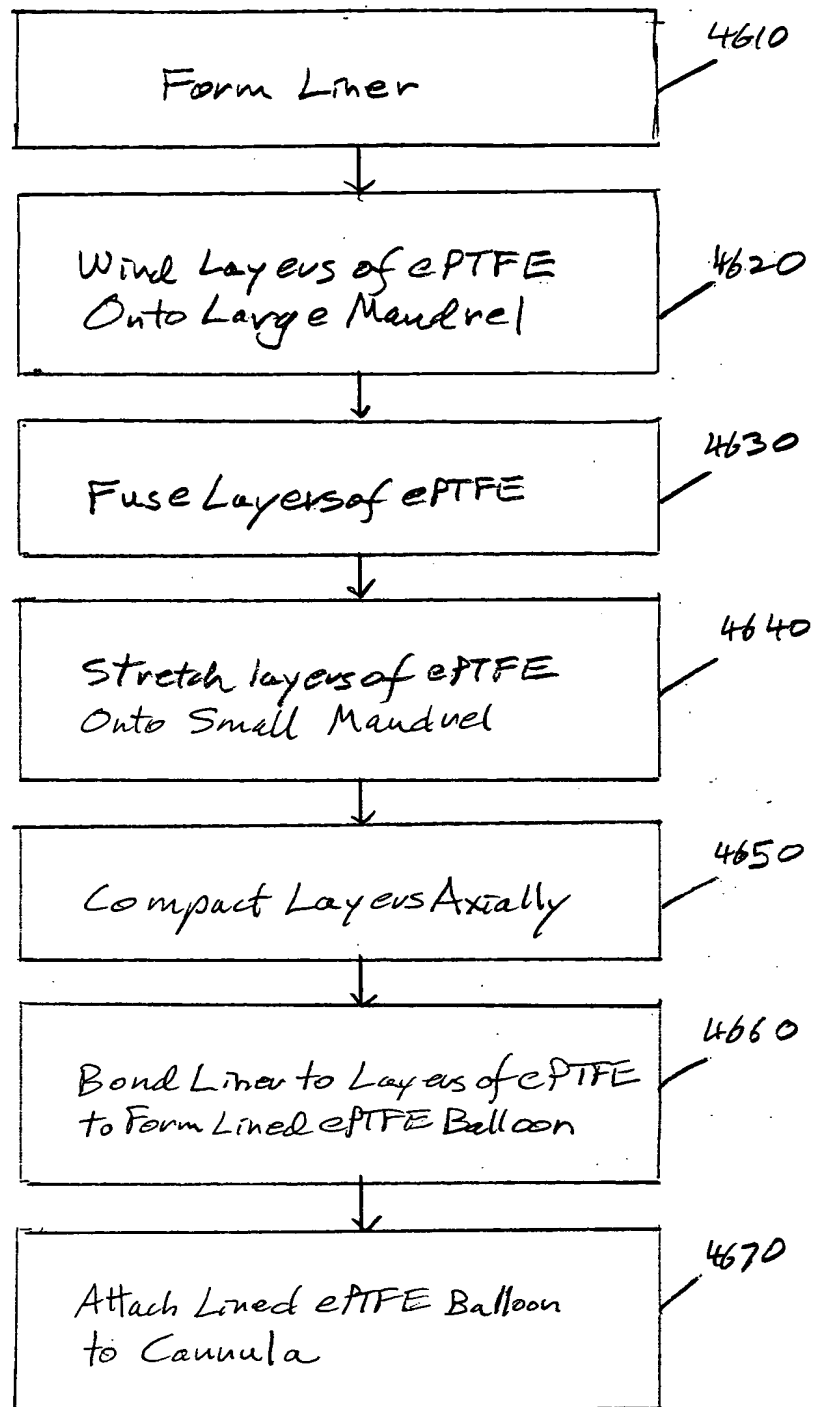 4610
Form Liner
Wind Layers of ePTFE
4620
Onto Large Mandrel
4630
Fuse Layers of ePTFE
4640
Stretch layers of ePTFE
Onto Small Mandrel
4650
Compact Layers Axially
4660
Bond Liner to Layers of ePTFE
to Form Lined ePTFE Balloon
4670
Attach Lined ePTFE Balloon
to Cannula